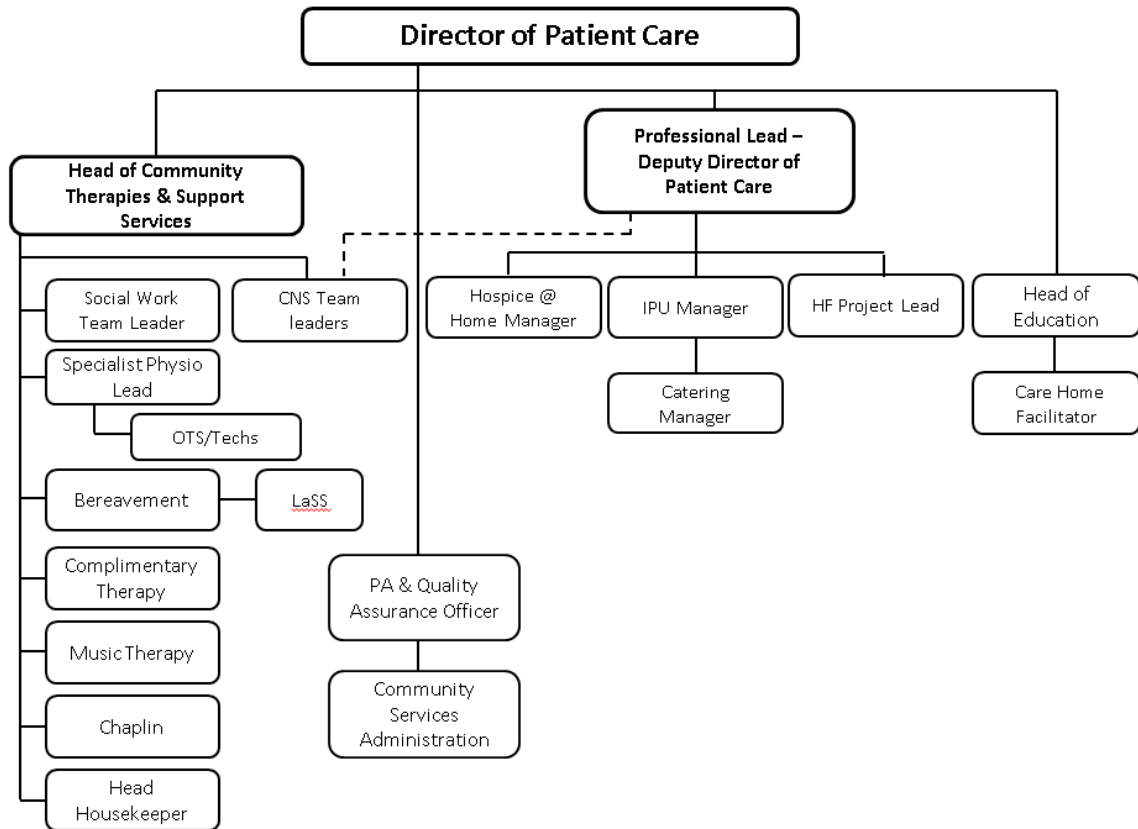 Director of Patient Care
Head of Community
Therapies & Support
Services
Professional Lead –
Deputy Director of
Patient Care
Social Work
Team Leader
CNS Team
leaders
Hospice @
Home Manager
IPU Manager
HF Project Lead
Head of
Education
Specialist Physio
Lead
Catering
Manager
Care Home
Facilitator
OTS/Techs
Bereavement
LaSS
Complimentary
Therapy
PA & Quality
Assurance Officer
Music Therapy
Community
Services
Administration
Chaplin
Head
Housekeeper